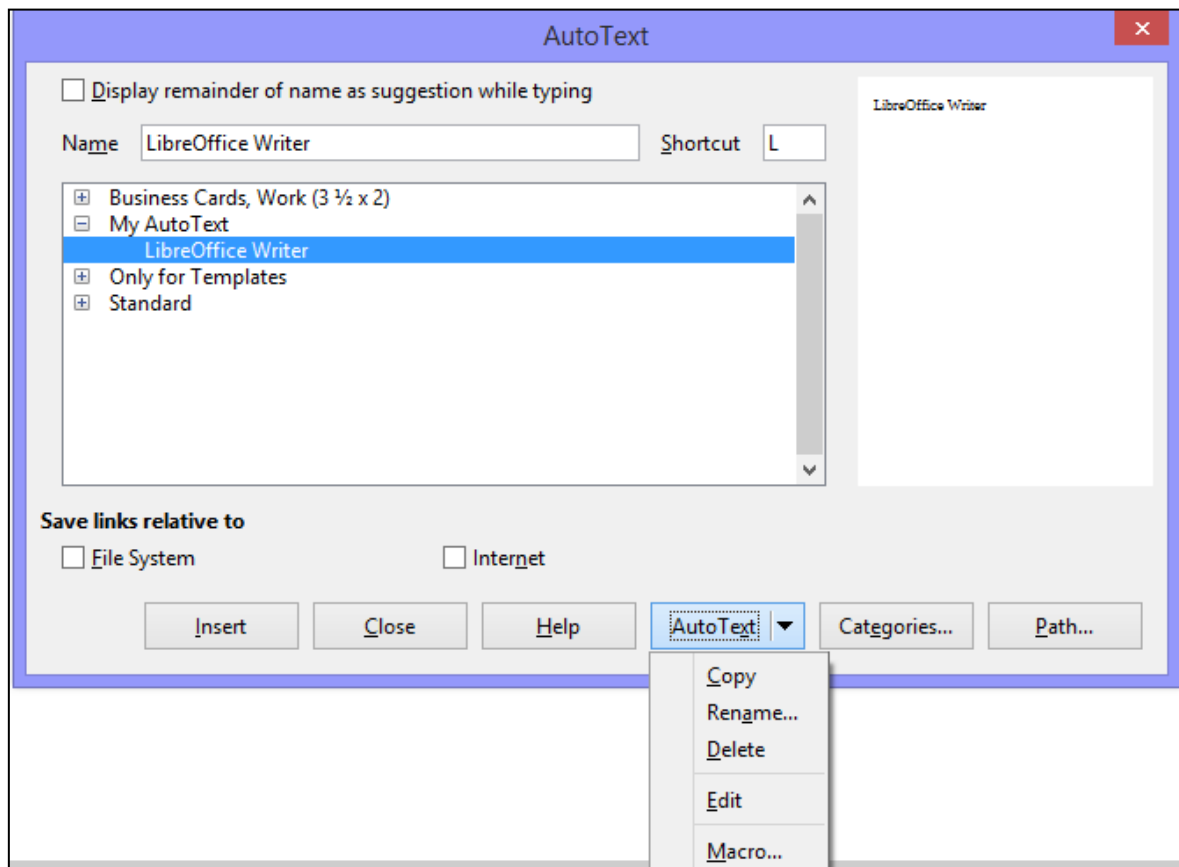 AutoText
Display remainder of name as suggestion while typing
Name LibreOffice Writer Shortcut L
LibreOffice Writer
Business Cards, Work (3 ½ x 2)
My AutoText
LibreOffice Writer
Only for Templates
Standard
Save links relative to
File System Internet
Insert Close Help AutoText Categories... Path...
Copy
Rename...
Delete
Edit
Macro...